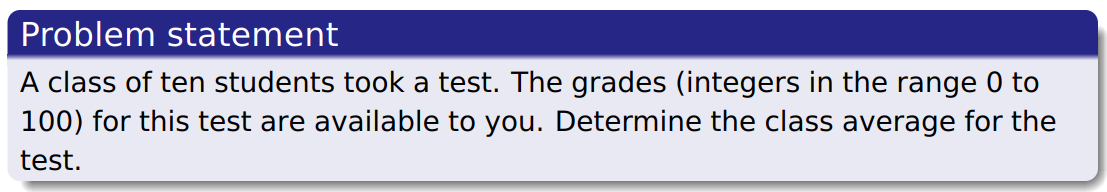 Problem statement
A class of ten students took a test. The grades (integers in the range 0 to
100) for this test are available to you. Determine the class average for the
test.